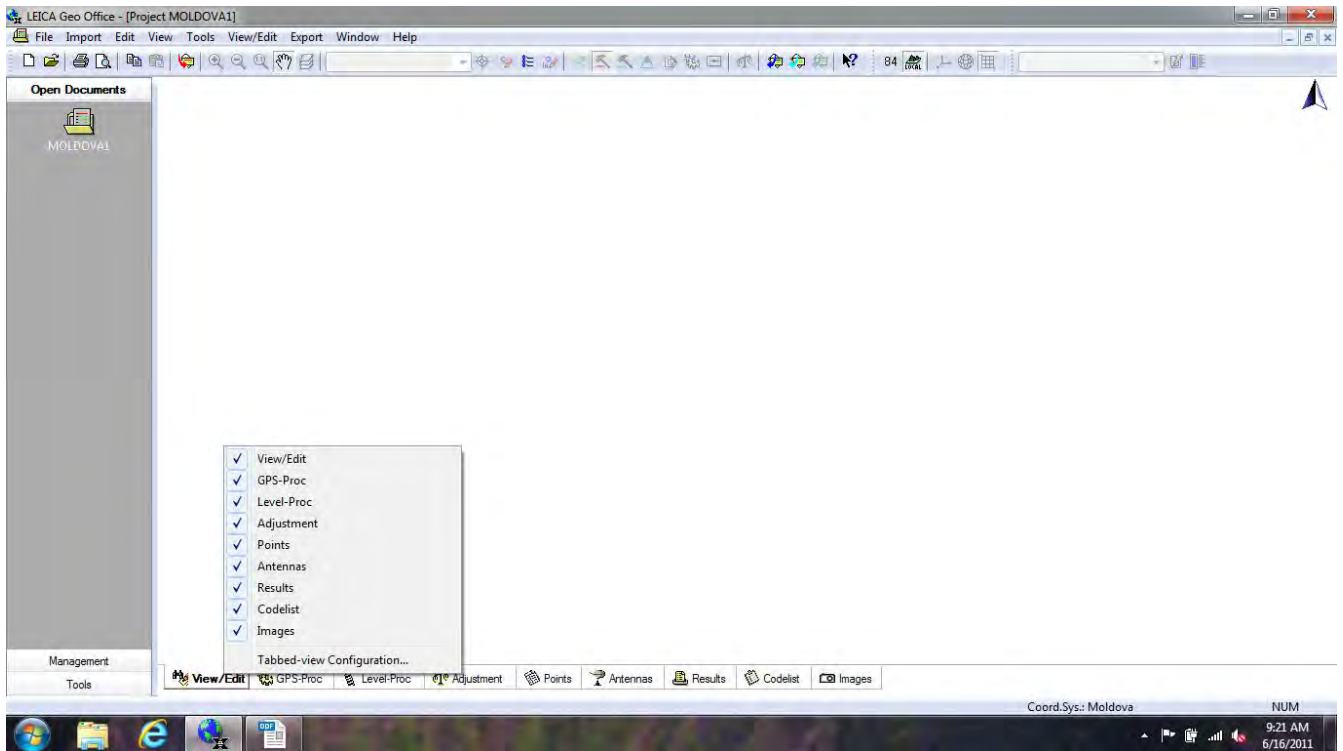 LEICA Geo Office - [Project MOLDOVA1]
File Import Edit View Tools View/Edit Export Window Help
84 LOCAL
Open Documents
MOLDOVA1
View/Edit
GPS-Proc
Level-Proc
Adjustment
Points
Antennas
Results
Codelist
Images
Tabbed-view Configuration...
Management
Tools
View/Edit GPS-Proc Level-Proc Adjustment Points Antennas Results Codelist Images
Coord.Sys.: Moldova NUM
ODF
9:21 AM
6/16/2011